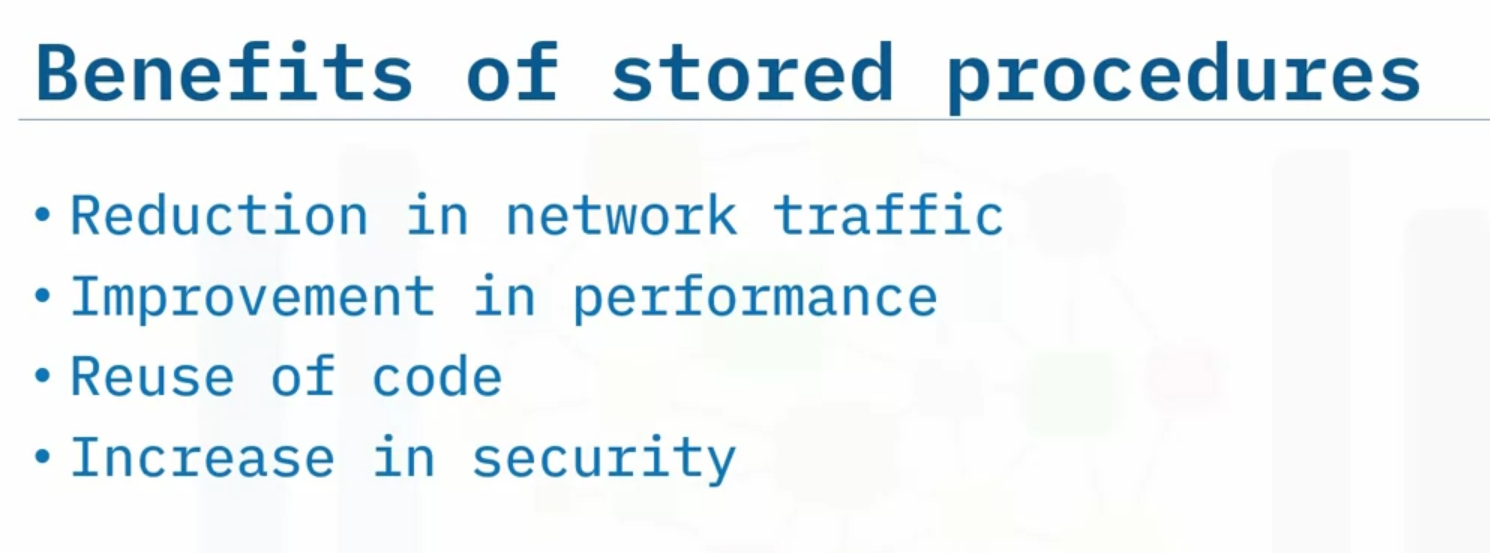 Benefits of stored procedures
• Reduction in network traffic
• Improvement in performance
• Reuse of code
• Increase in security